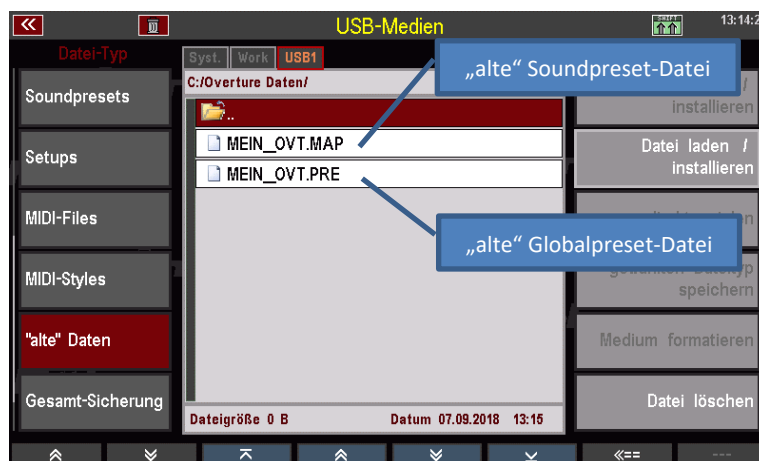 USB-Medien
13:14:2
Datei-Typ
Syst. Work USB1
C:/Overture Daten/
..
MEIN_OVT.MAP
MEIN_OVT.PRE
Soundpresets
Setups
MIDI-Files
MIDI-Styles
"alte" Daten
Gesamt-Sicherung
„alte“ Soundpreset-Datei
„alte“ Globalpreset-Datei
/
installieren
Datei laden /
installieren
speichern
Medium formatieren
Datei löschen
Dateigröße 0 B Datum 07.09.2018 13:15
«== ---